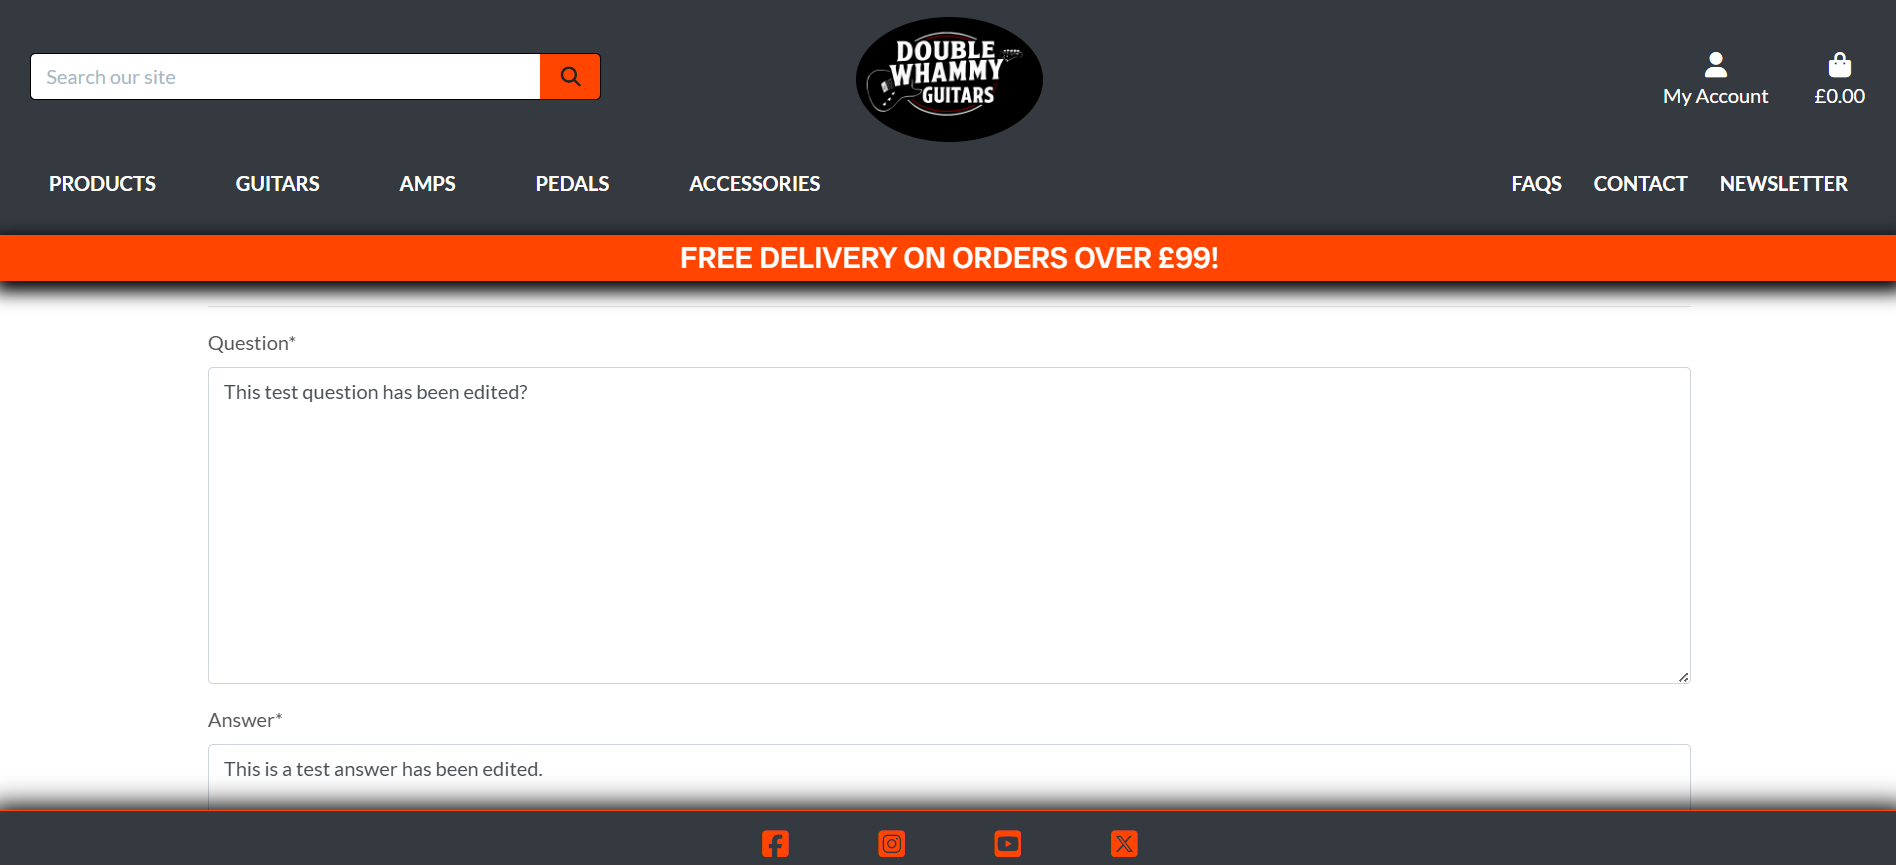 Search our site
DOUBLE
WHAMMY
GUITARS
My Account
£0.00
PRODUCTS
GUITARS
AMPS
PEDALS
ACCESSORIES
FAQS
CONTACT
NEWSLETTER
FREE DELIVERY ON ORDERS OVER £99!
Question*
This test question has been edited?
Answer*
This is a test answer has been edited.